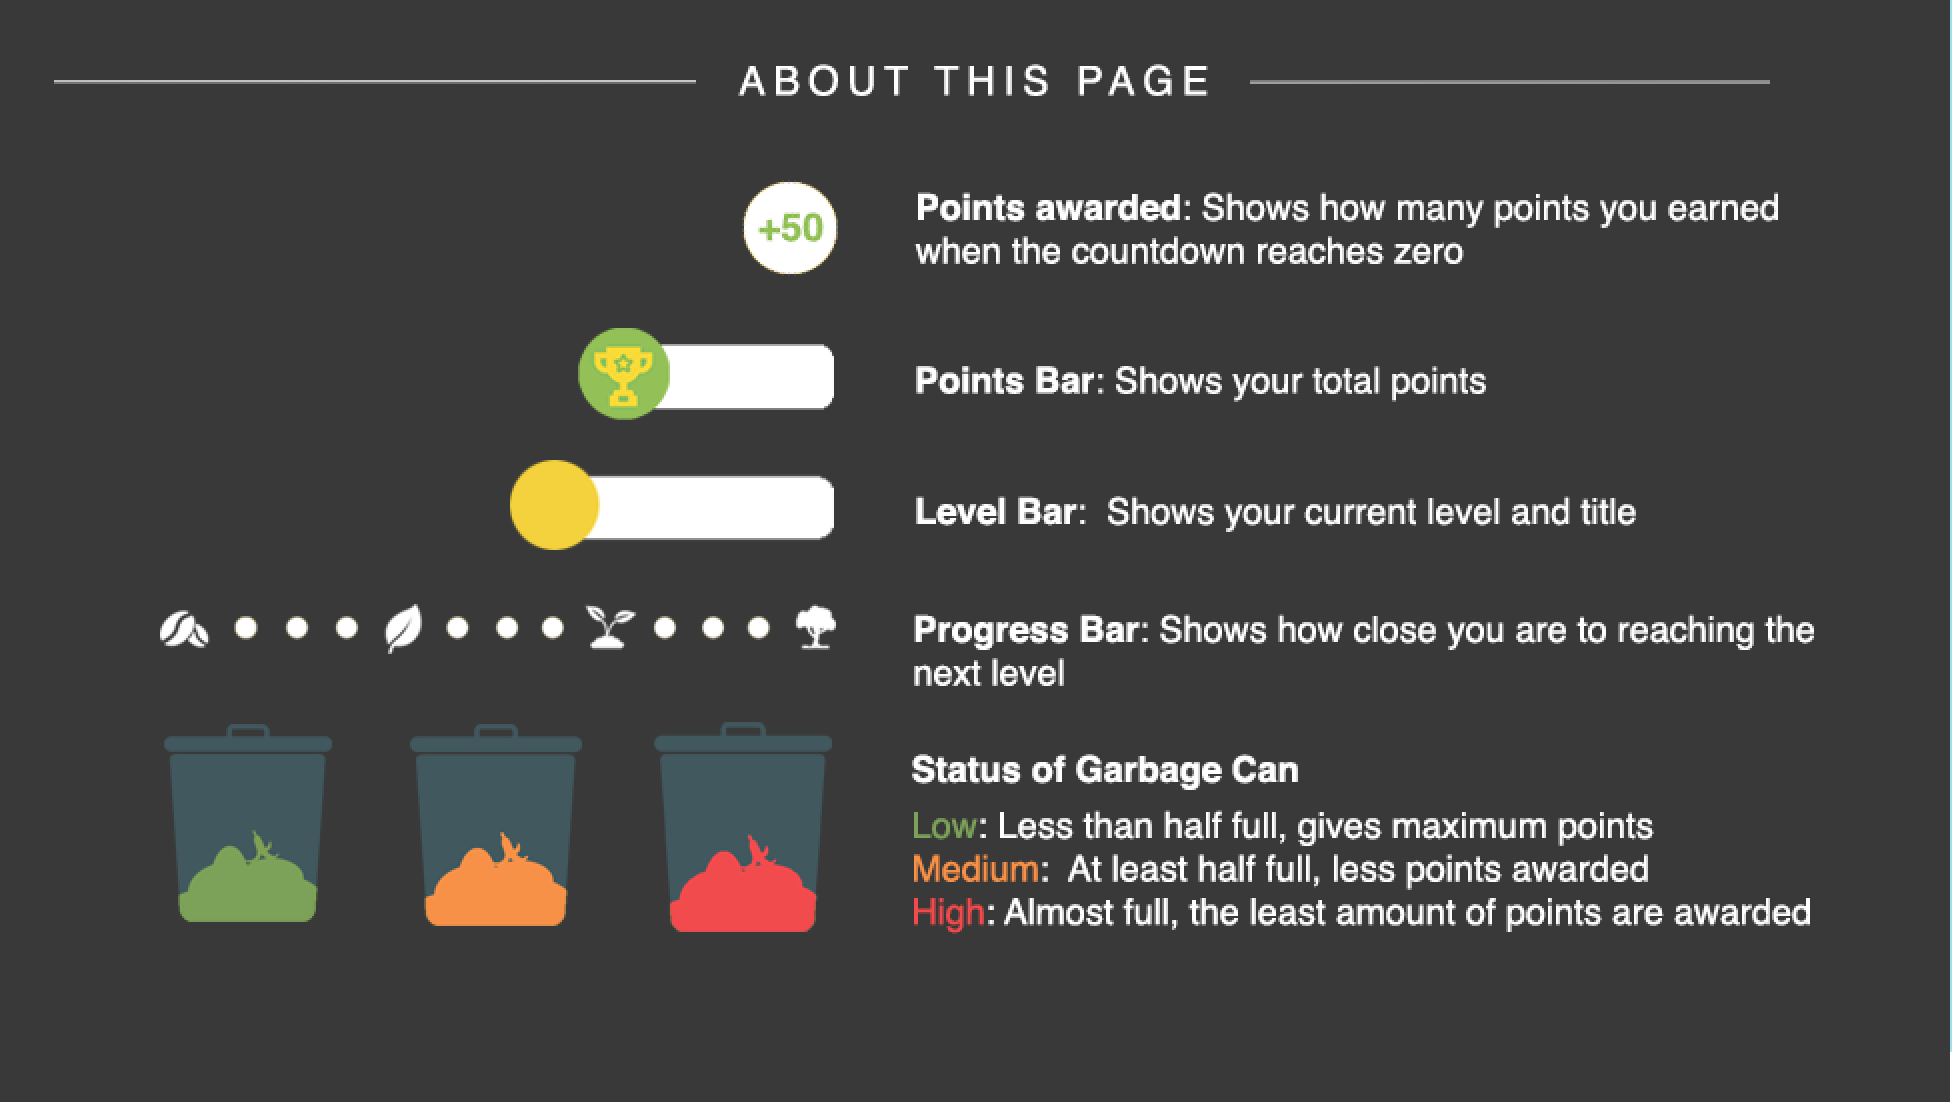 ABOUT THIS PAGE
+50
Points awarded: Shows how many points you earned
when the countdown reaches zero
Points Bar: Shows your total points
Level Bar:  Shows your current level and title
Progress Bar: Shows how close you are to reaching the
next level
Status of Garbage Can
Low: Less than half full, gives maximum points
Medium:  At least half full, less points awarded
High: Almost full, the least amount of points are awarded